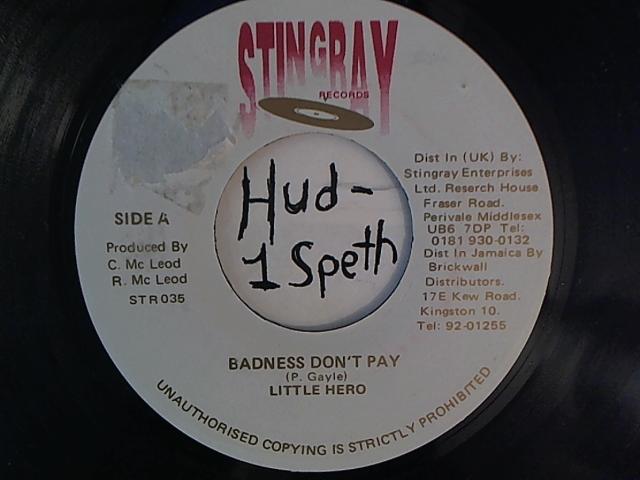 STINGRAY
RECORDS
SIDE A
Produced By
C. Mc Leod
R. Mc Leod
STR 035
Hud-
1 Speth
Dist In (UK) By:
Stingray Enterprises
Ltd. Reserch House
Fraser Road.
Perivale Middlesex
UB6 7DP Tel:
0181 930-0132
Dist In Jamaica By
Brickwall
Distributors.
17E Kew Road.
Kingston 10.
Tel: 92-01255
BADNESS DON'T PAY
(P. Gayle)
LITTLE HERO
UNAUTHORISED COPYING IS STRICTLY PROHIBITED